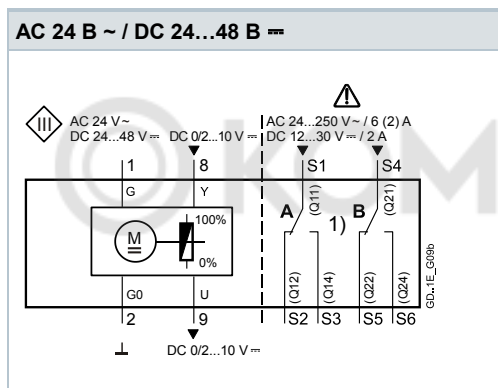 AC 24 В ~ / DC 24…48 В ⎓
III
AC 24 V ~
DC 24...48 V ⎓
DC 0/2...10 V ⎓
AC 24...250 V ~ / 6 (2) A
DC 12...30 V ⎓ / 2 A
1
8
S1
S4
G
Y
(Q11)
(Q21)
A
1)
B
M
100%
0%
G0
U
(Q12)
(Q14)
(Q22)
(Q24)
GD..1E_G09b
2
9
S2
S3
S5
S6
DC 0/2...10 V ⎓
OKCM